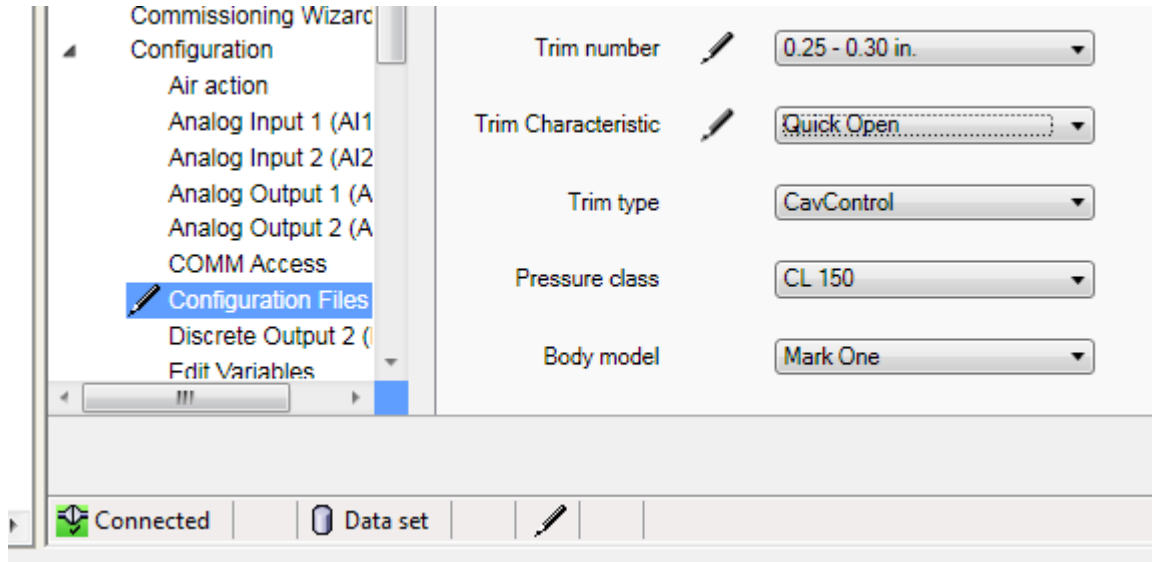 Commissioning Wizard
Configuration
Air action
Analog Input 1 (AI1
Analog Input 2 (AI2
Analog Output 1 (A
Analog Output 2 (A
COMM Access
Configuration Files
Discrete Output 2 (
Edit Variables
Trim number 0.25 - 0.30 in.
Trim Characteristic Quick Open
Trim type CavControl
Pressure class CL 150
Body model Mark One
Connected Data set